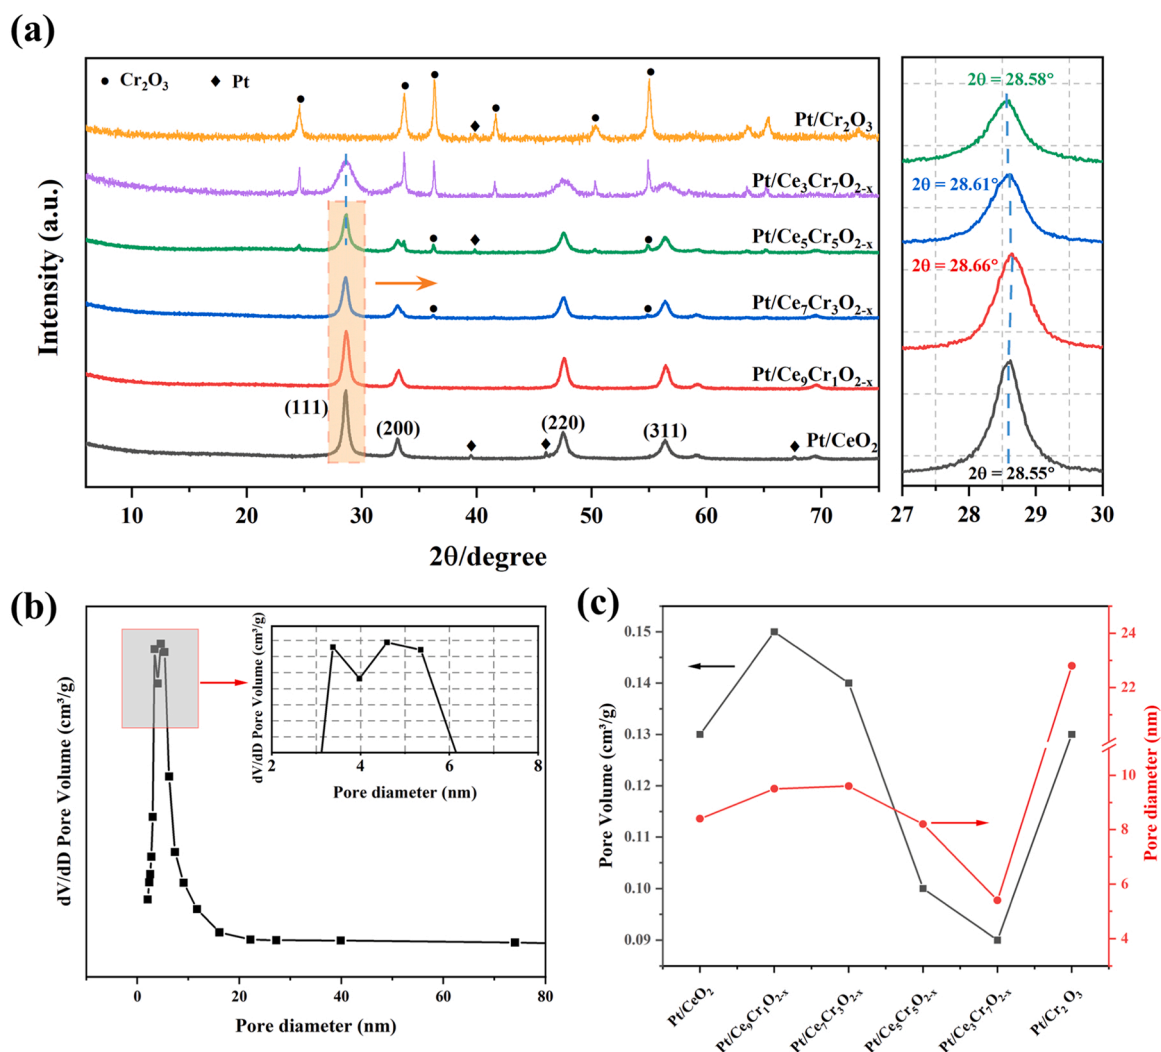 (a)
● Cr₂O₃ ◆ Pt
Pt/Cr₂O₃
Pt/Ce₃Cr₇O₂₋ₓ
Pt/Ce₅Cr₅O₂₋ₓ
Pt/Ce₇Cr₃O₂₋ₓ
Pt/Ce₉Cr₁O₂₋ₓ
(111)
(200)
(220)
(311)
Pt/CeO₂
Intensity (a.u.)
10 20 30 40 50 60 70
2θ/degree
2θ = 28.58°
2θ = 28.61°
2θ = 28.66°
2θ = 28.55°
27 28 29 30
(b)
dV/dD Pore Volume (cm³/g)
0 20 40 60 80
Pore diameter (nm)
dV/dD Pore Volume (cm³/g)
2 4 6 8
Pore diameter (nm)
(c)
Pore Volume (cm³/g)
0.15
0.14
0.13
0.12
0.11
0.10
0.09
24
22
10
8
6
4
Pore diameter (nm)
Pt/CeO₂
Pt/Ce₉Cr₁O₂₋ₓ
Pt/Ce₇Cr₃O₂₋ₓ
Pt/Ce₅Cr₅O₂₋ₓ
Pt/Ce₃Cr₇O₂₋ₓ
Pt/Cr₂ O₃